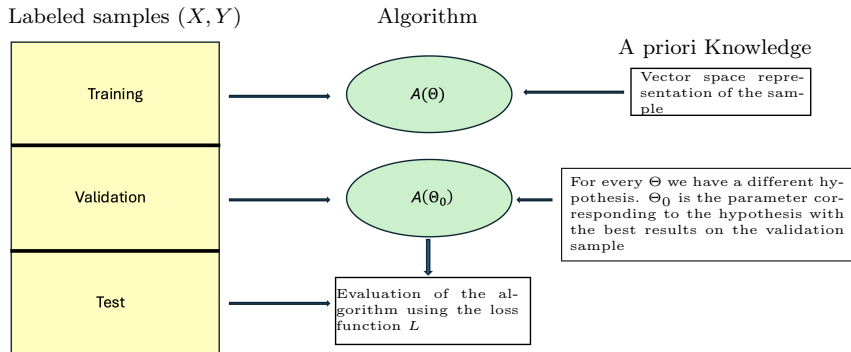 Labeled samples (X, Y)
Algorithm
A priori Knowledge
Training
A(Θ)
Vector space repre-
sentation of the sam-
ple
Validation
A(Θ₀)
For every Θ we have a different hy-
pothesis. Θ₀ is the parameter cor-
responding to the hypothesis with
the best results on the validation
sample
Test
Evaluation of the al-
gorithm using the loss
function L